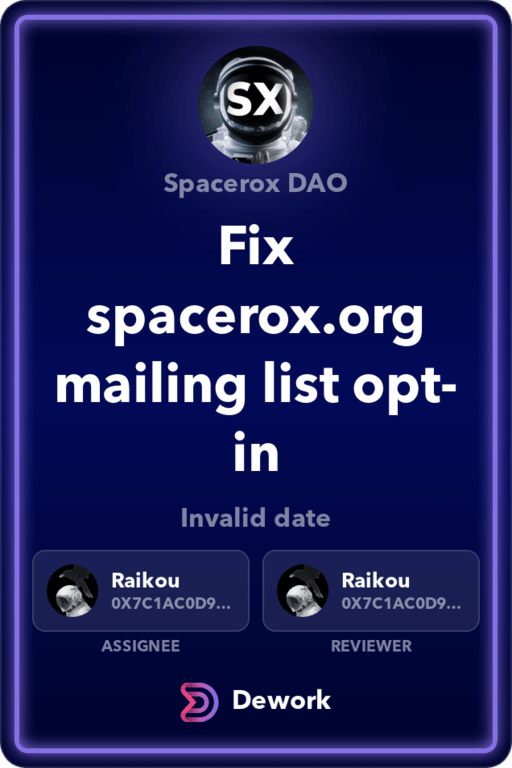 SX
Spacerox DAO
Fix
spacerox.org
mailing list opt-
in
Invalid date
Raikou
0X7C1AC0D9...
Raikou
0X7C1AC0D9...
ASSIGNEE
REVIEWER
Dework